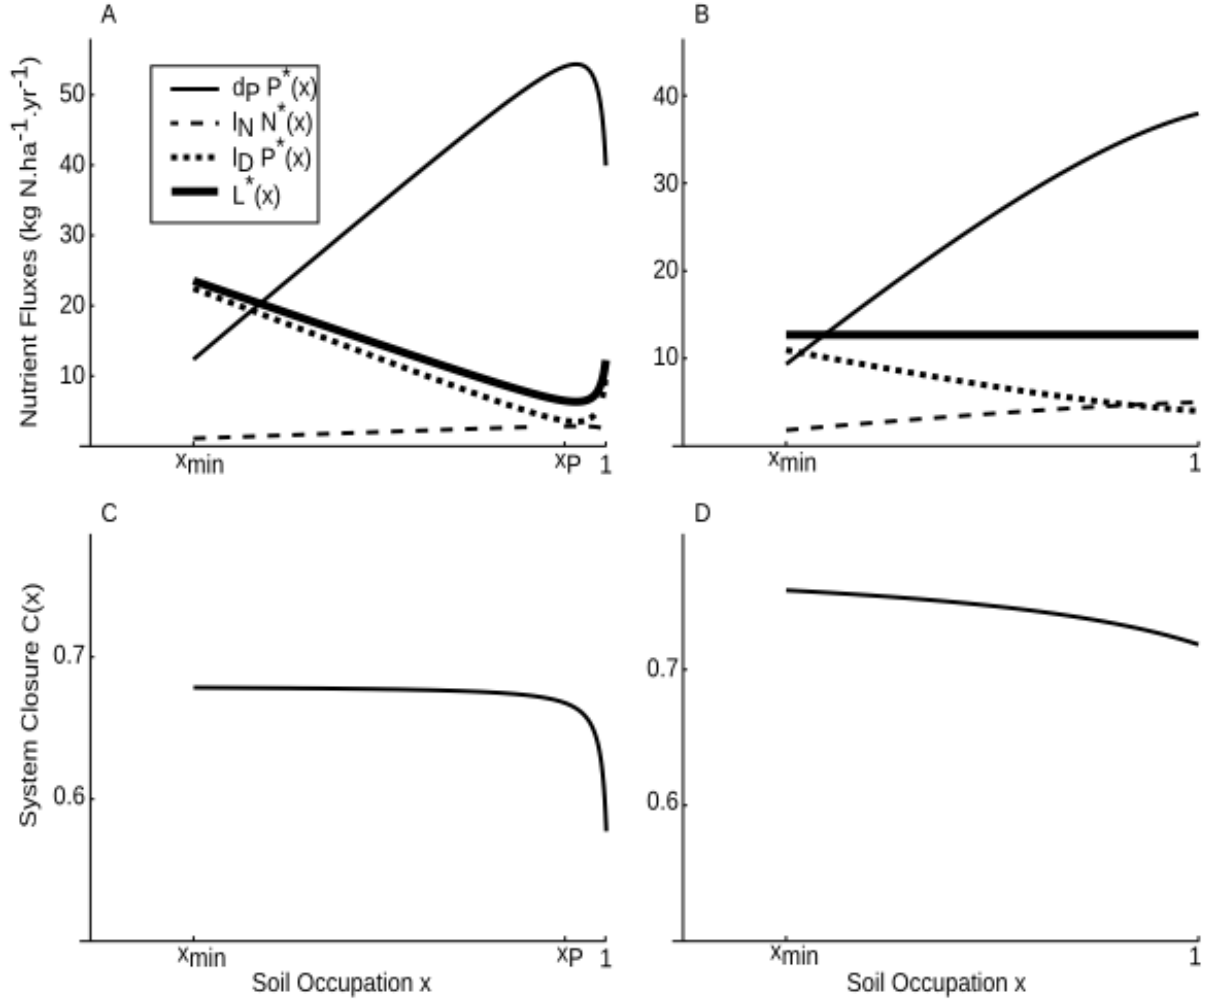 A
Nutrient Fluxes (kg N.ha-1.yr-1)
50
40
30
20
10
dP P*(x)
lN N*(x)
lD P*(x)
L*(x)
xmin
xP
1
B
40
30
20
10
xmin
1
C
System Closure C(x)
0.7
0.6
xmin
xP
1
Soil Occupation x
D
0.7
0.6
xmin
1
Soil Occupation x